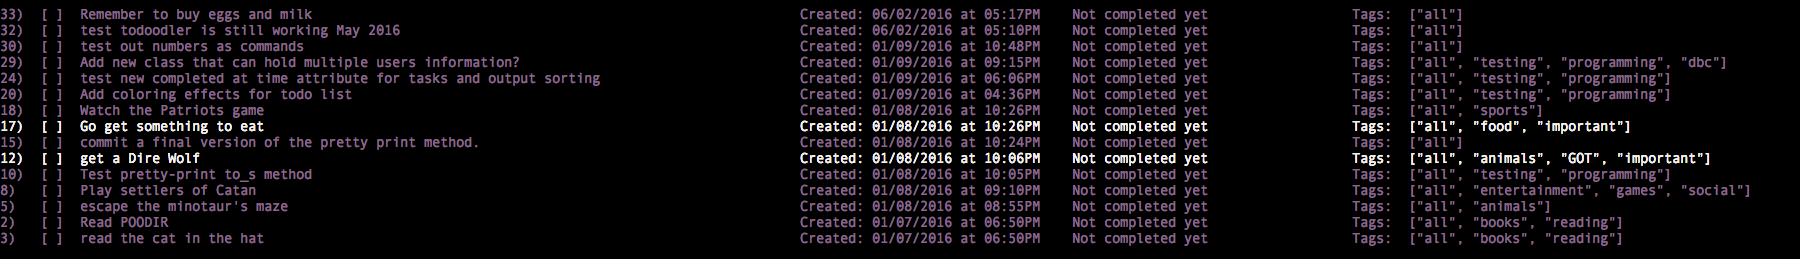 33)  [ ]  Remember to buy eggs and milk  Created: 06/02/2016 at 05:17PM  Not completed yet  Tags:  ["all"]
32)  [ ]  test todoodler is still working May 2016  Created: 06/02/2016 at 05:10PM  Not completed yet  Tags:  ["all"]
30)  [ ]  test out numbers as commands  Created: 01/09/2016 at 10:48PM  Not completed yet  Tags:  ["all"]
29)  [ ]  Add new class that can hold multiple users information?  Created: 01/09/2016 at 09:15PM  Not completed yet  Tags:  ["all", "testing", "programming", "dbc"]
24)  [ ]  test new completed at time attribute for tasks and output sorting  Created: 01/09/2016 at 06:06PM  Not completed yet  Tags:  ["all", "testing", "programming"]
20)  [ ]  Add coloring effects for todo list  Created: 01/09/2016 at 04:36PM  Not completed yet  Tags:  ["all", "testing", "programming"]
18)  [ ]  Watch the Patriots game  Created: 01/08/2016 at 10:26PM  Not completed yet  Tags:  ["all", "sports"]
17)  [ ]  Go get something to eat  Created: 01/08/2016 at 10:26PM  Not completed yet  Tags:  ["all", "food", "important"]
15)  [ ]  commit a final version of the pretty print method.  Created: 01/08/2016 at 10:24PM  Not completed yet  Tags:  ["all"]
12)  [ ]  get a Dire Wolf  Created: 01/08/2016 at 10:06PM  Not completed yet  Tags:  ["all", "animals", "GOT", "important"]
10)  [ ]  Test pretty-print to_s method  Created: 01/08/2016 at 10:05PM  Not completed yet  Tags:  ["all", "testing", "programming"]
8)  [ ]  Play settlers of Catan  Created: 01/08/2016 at 09:10PM  Not completed yet  Tags:  ["all", "entertainment", "games", "social"]
5)  [ ]  escape the minotaur's maze  Created: 01/08/2016 at 08:55PM  Not completed yet  Tags:  ["all", "animals"]
2)  [ ]  Read POODIR  Created: 01/07/2016 at 06:50PM  Not completed yet  Tags:  ["all", "books", "reading"]
3)  [ ]  read the cat in the hat  Created: 01/07/2016 at 06:50PM  Not completed yet  Tags:  ["all", "books", "reading"]